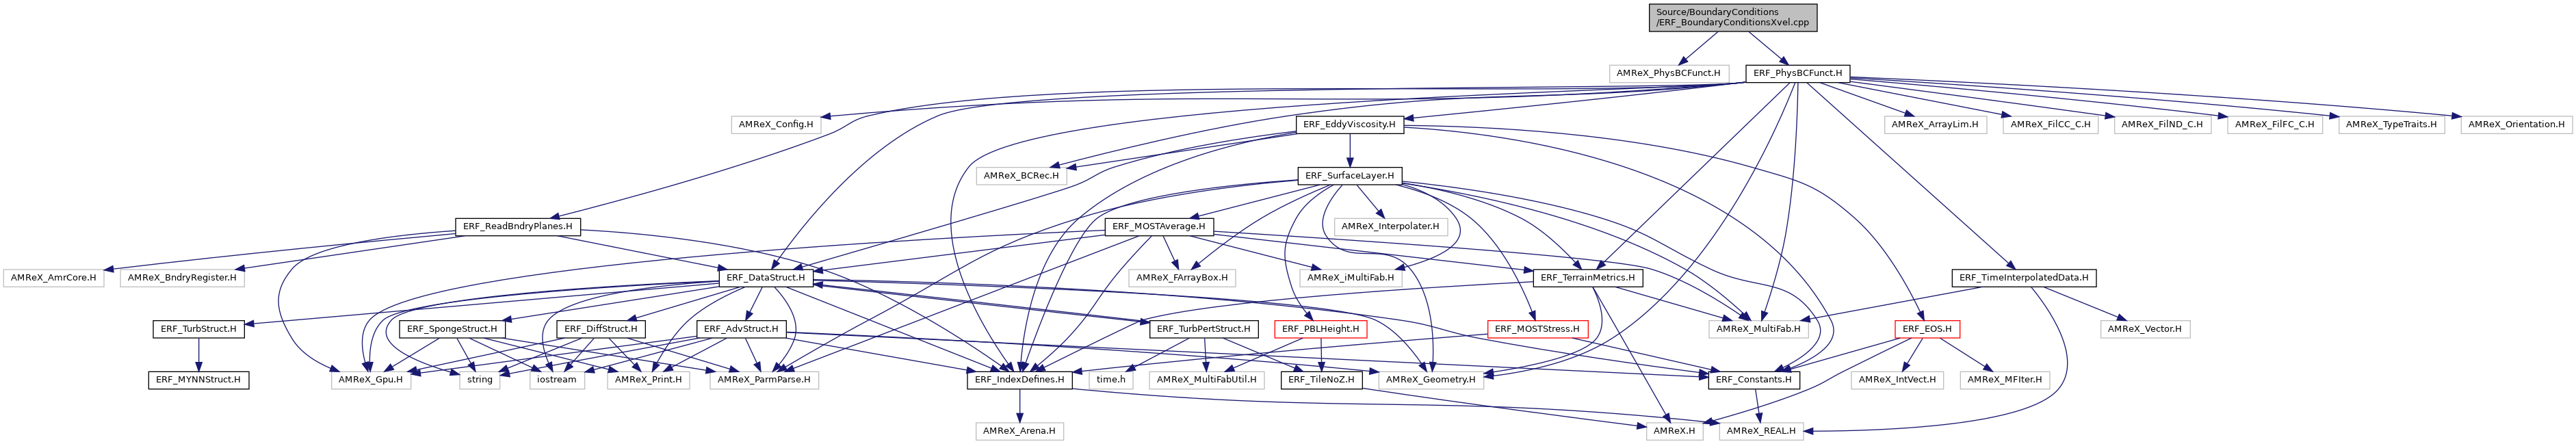 Source/BoundaryConditions
/ERF_BoundaryConditionsXvel.cpp
AMReX_PhysBCFunct.H
ERF_PhysBCFunct.H
AMReX_Config.H
ERF_EddyViscosity.H
AMReX_ArrayLim.H
AMReX_FilCC_C.H
AMReX_FilND_C.H
AMReX_FilFC_C.H
AMReX_TypeTraits.H
AMReX_Orientation.H
AMReX_BCRec.H
ERF_SurfaceLayer.H
ERF_ReadBndryPlanes.H
ERF_MOSTAverage.H
AMReX_Interpolater.H
AMReX_AmrCore.H
AMReX_BndryRegister.H
ERF_DataStruct.H
AMReX_FArrayBox.H
AMReX_iMultiFab.H
ERF_TerrainMetrics.H
ERF_TimeInterpolatedData.H
ERF_TurbStruct.H
ERF_SpongeStruct.H
ERF_DiffStruct.H
ERF_AdvStruct.H
ERF_TurbPertStruct.H
ERF_PBLHeight.H
ERF_MOSTStress.H
AMReX_MultiFab.H
ERF_EOS.H
AMReX_Vector.H
ERF_MYNNStruct.H
AMReX_Gpu.H
string
iostream
AMReX_Print.H
AMReX_ParmParse.H
ERF_IndexDefines.H
time.h
AMReX_MultiFabUtil.H
ERF_TileNoZ.H
AMReX_Geometry.H
ERF_Constants.H
AMReX_IntVect.H
AMReX_MFIter.H
AMReX_Arena.H
AMReX.H
AMReX_REAL.H